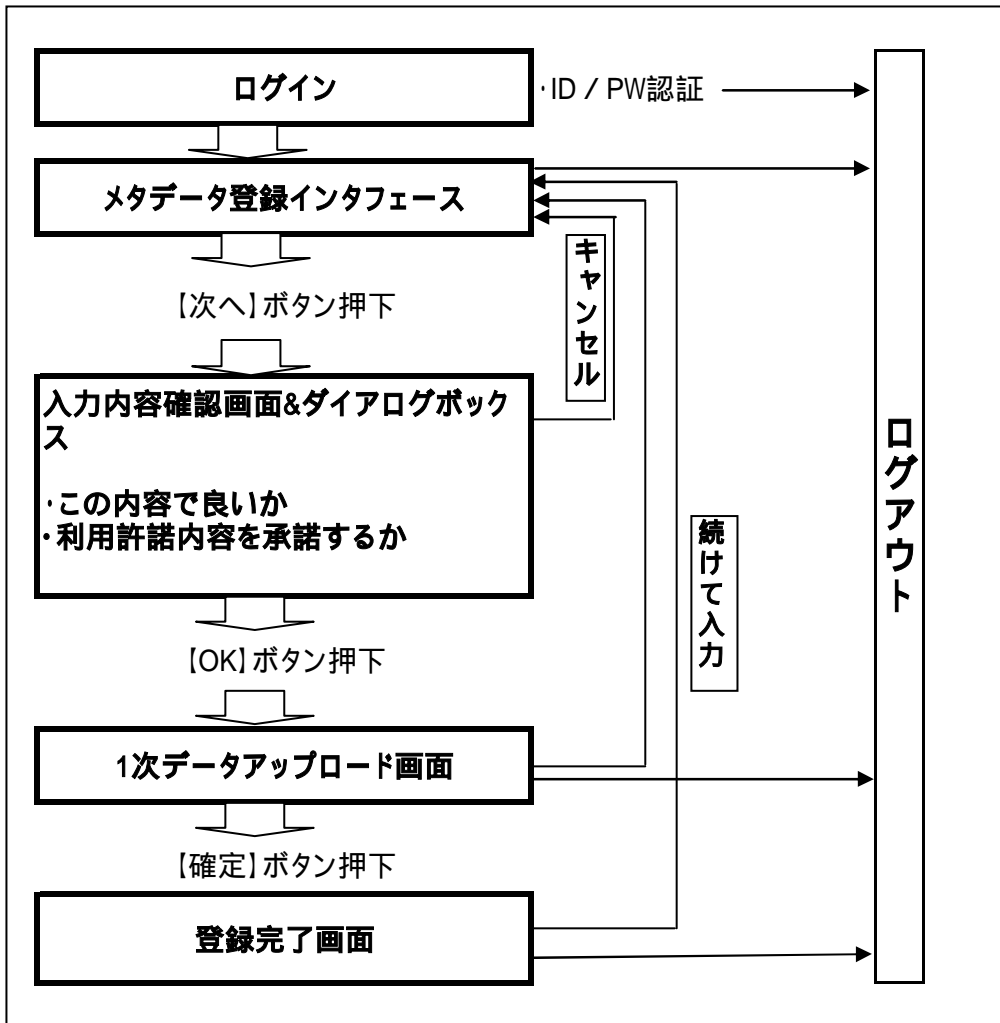 ログイン
・ID / PW認証
メタデータ登録インタフェース
【次へ】ボタン押下
キャンセル
入力内容確認画面&ダイアログボック
ス
・この内容で良いか
・利用許諾内容を承諾するか
ログアウト
続けて入力
【OK】ボタン押下
1次データアップロード画面
【確定】ボタン押下
登録完了画面